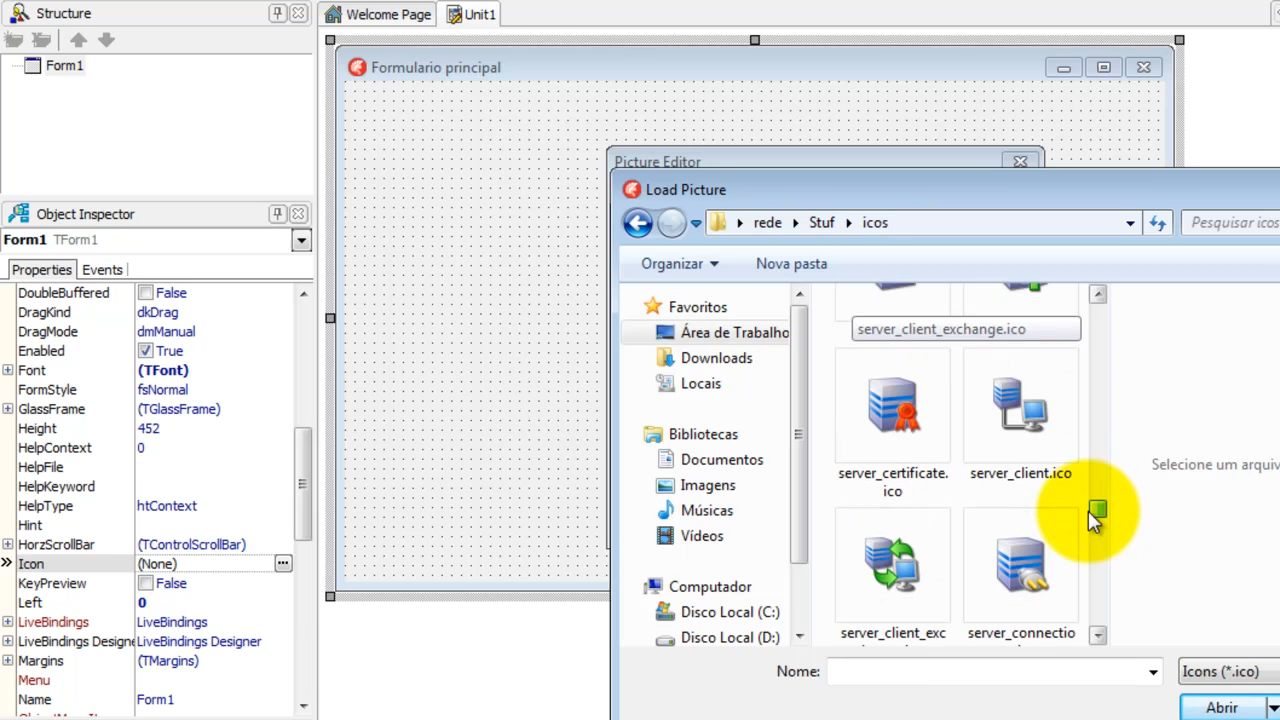 Structure
Welcome Page
Unit1
Form1
Formulario principal
Picture Editor
Load Picture
rede Stuf icos
Pesquisar icos
Organizar
Nova pasta
Object Inspector
Form1 TForm1
Properties Events
DoubleBuffered False
DragKind dkDrag
DragMode dmManual
Enabled True
Font (TFont)
FormStyle fsNormal
GlassFrame (TGlassFrame)
Height 452
HelpContext 0
HelpFile
HelpKeyword
HelpType htContext
Hint
HorzScrollBar (TControlScrollBar)
Icon (None)
KeyPreview False
Left 0
LiveBindings LiveBindings
LiveBindings Designe LiveBindings Designer
Margins (TMargins)
Menu
Name Form1
Favoritos
Área de Trabalho
Downloads
Locais
Bibliotecas
Documentos
Imagens
Músicas
Vídeos
Computador
Disco Local (C:)
Disco Local (D:)
server_client_exchange.ico
server_certificate.
ico
server_client.ico
server_client_exc
server_connectio
Selecione um arquiv
Nome:
Icons (*.ico)
Abrir